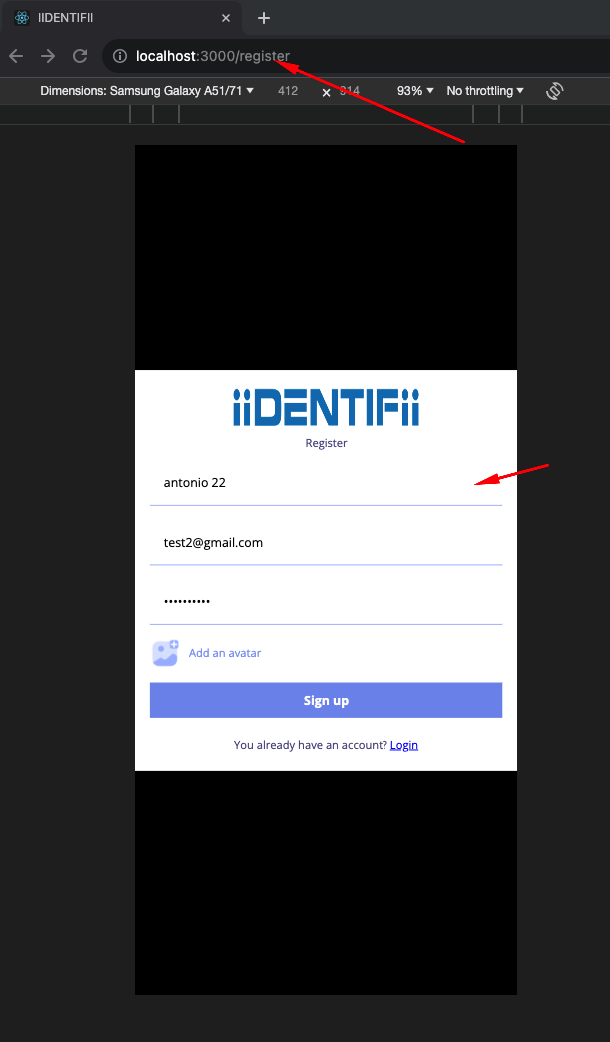 IIDENTIFII
localhost:3000/register
Dimensions: Samsung Galaxy A51/71 412 × 914 93% No throttling
iiDENTIFii
Register
antonio 22
test2@gmail.com
••••••••••
Add an avatar
Sign up
You already have an account? Login